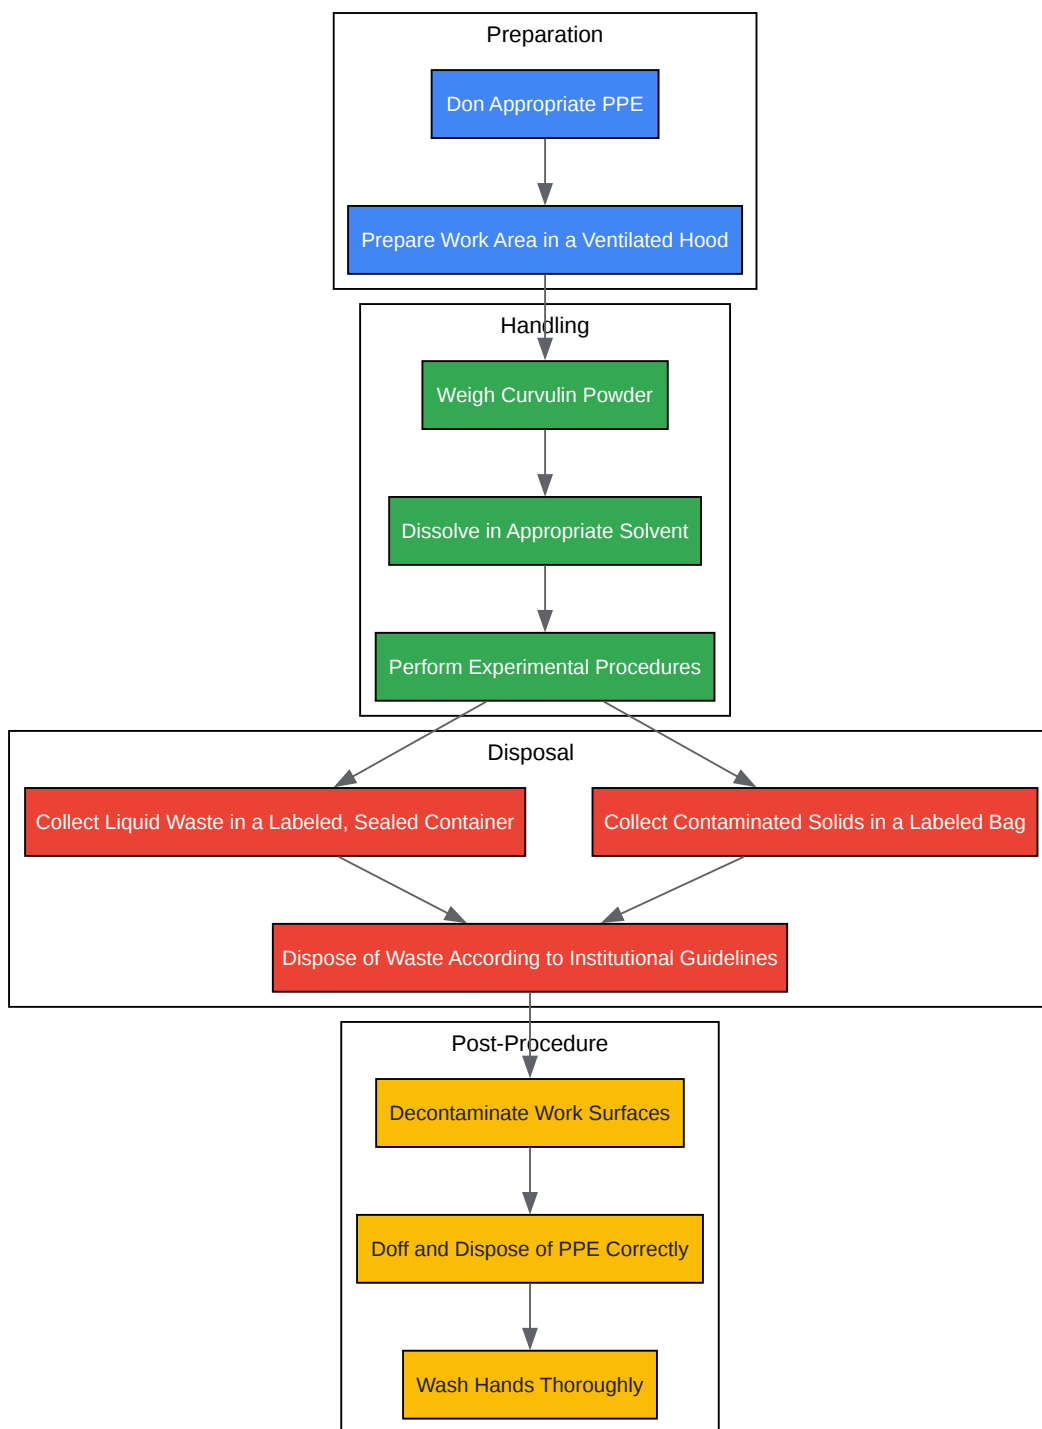 Preparation
Don Appropriate PPE
Prepare Work Area in a Ventilated Hood
Handling
Weigh Curvulin Powder
Dissolve in Appropriate Solvent
Perform Experimental Procedures
Disposal
Collect Liquid Waste in a Labeled, Sealed Container
Collect Contaminated Solids in a Labeled Bag
Dispose of Waste According to Institutional Guidelines
Post-Procedure
Decontaminate Work Surfaces
Doff and Dispose of PPE Correctly
Wash Hands Thoroughly